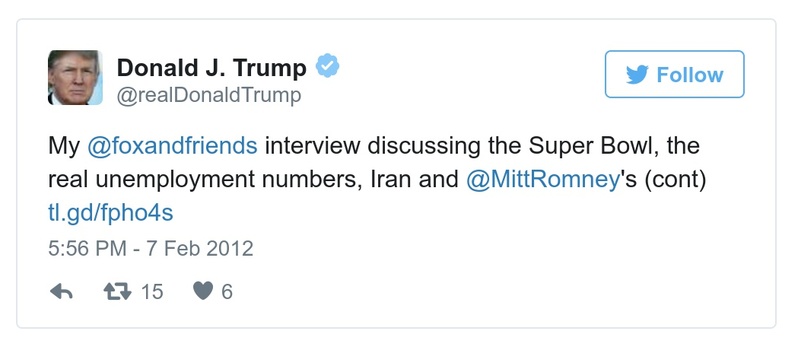 Donald J. Trump
@realDonaldTrump
Follow
My @foxandfriends interview discussing the Super Bowl, the
real unemployment numbers, Iran and @MittRomney's (cont)
tl.gd/fpho4s
5:56 PM - 7 Feb 2012
15 6